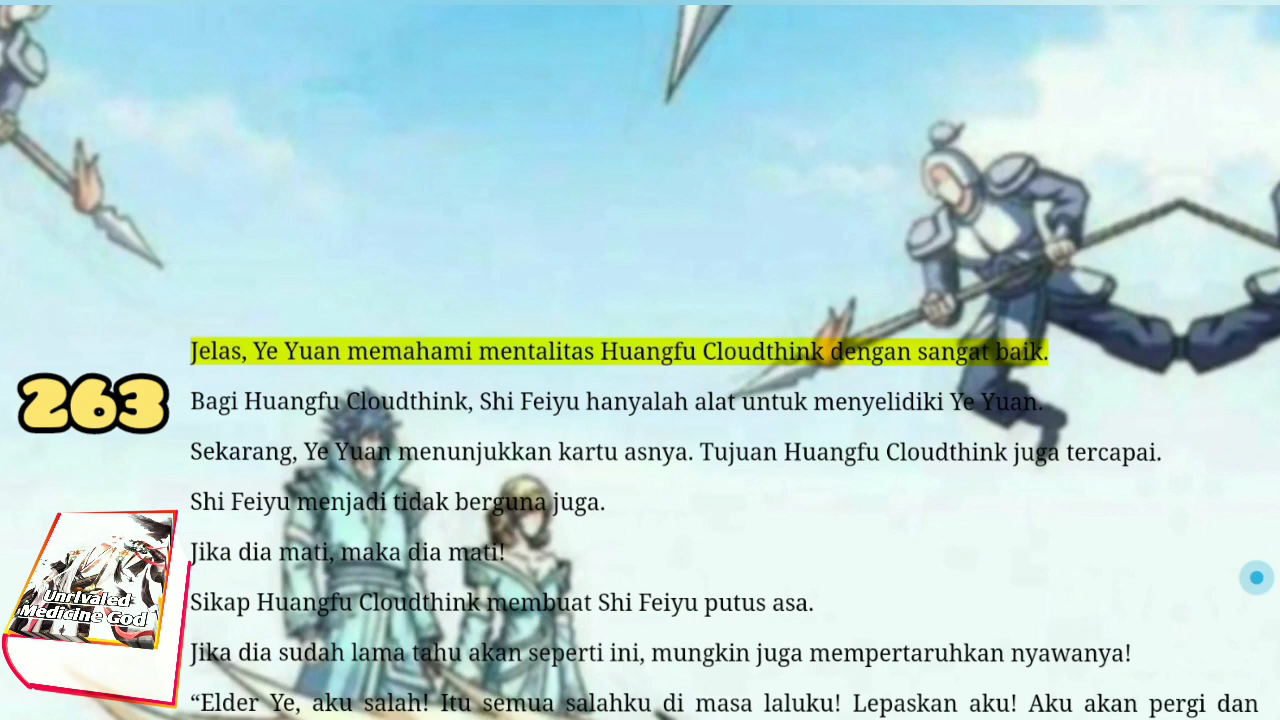 Jelas, Ye Yuan memahami mentalitas Huangfu Cloudthink dengan sangat baik.
263
Bagi Huangfu Cloudthink, Shi Feiyu hanyalah alat untuk menyelidiki Ye Yuan.
Sekarang, Ye Yuan menunjukkan kartu asnya. Tujuan Huangfu Cloudthink juga tercapai.
Shi Feiyu menjadi tidak berguna juga.
Jika dia mati, maka dia mati!
Unrivaled
Medicine God
Sikap Huangfu Cloudthink membuat Shi Feiyu putus asa.
Jika dia sudah lama tahu akan seperti ini, mungkin juga mempertaruhkan nyawanya!
“Elder Ye, aku salah! Itu semua salahku di masa laluku! Lepaskan aku! Aku akan pergi dan